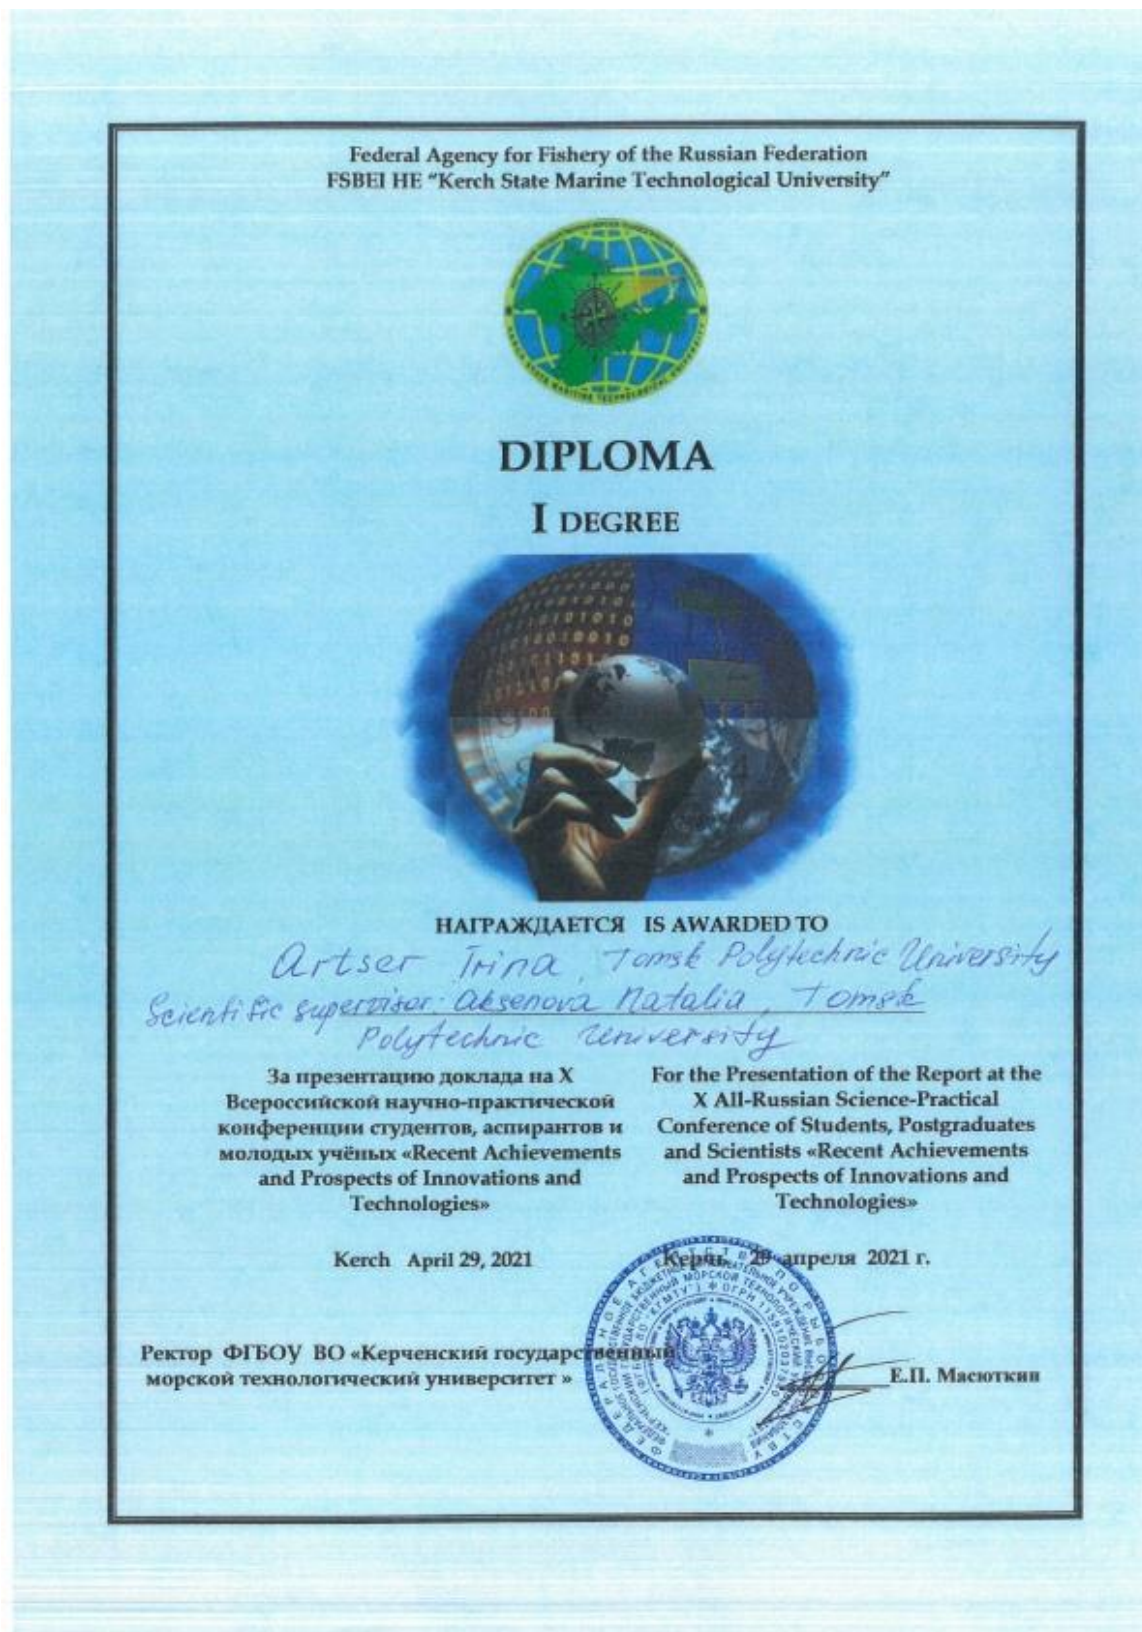 Federal Agency for Fishery of the Russian Federation
FSBEI HE “Kerch State Marine Technological University”
DIPLOMA
I DEGREE
НАГРАЖДАЕТСЯ IS AWARDED TO
Artser Irina, Tomsk Polytechnic University
Scientific supervisor: Aksenova Natalia, Tomsk
Polytechnic University
За презентацию доклада на X
Всероссийской научно-практической
конференции студентов, аспирантов и
молодых учёных «Recent Achievements
and Prospects of Innovations and
Technologies»
For the Presentation of the Report at the
X All-Russian Science-Practical
Conference of Students, Postgraduates
and Scientists «Recent Achievements
and Prospects of Innovations and
Technologies»
Kerch April 29, 2021
Керчь 29 апреля 2021 г.
Ректор ФГБОУ ВО «Керченский государственный
морской технологический университет »
Е.П. Масюткин